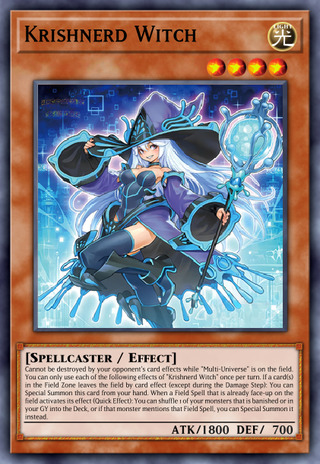 Krishnerd Witch
LIGHT
光
[Spellcaster / Effect]
Cannot be destroyed by your opponent's card effects while "Multi-Universe" is on the field.
You can only use each of the following effects of "Krishnerd Witch" once per turn. If a card(s)
in the Field Zone leaves the field by card effect (except during the Damage Step): You can
Special Summon this card from your hand. When a Field Spell that is already face-up on the
field activates its effect (Quick Effect): You can shuffle 1 of your monsters that is banished or in
your GY into the Deck, or if that monster mentions that Field Spell, you can Special Summon it
instead.
ATK/1800 DEF/ 700